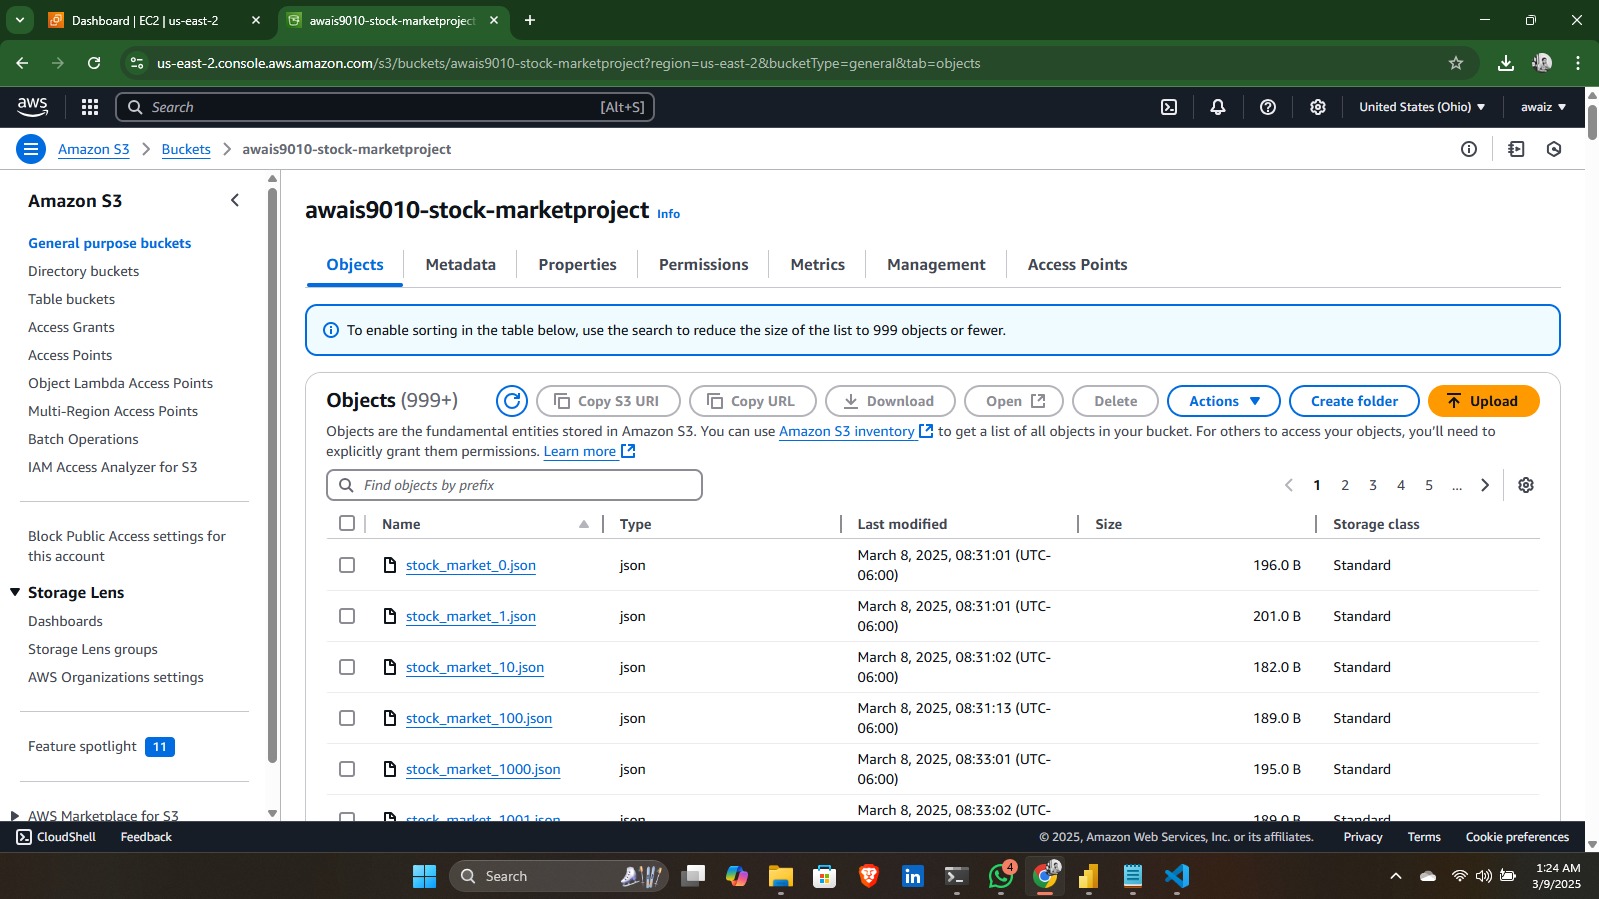 Dashboard | EC2 | us-east-2
awais9010-stock-marketproject
us-east-2.console.aws.amazon.com/s3/buckets/awais9010-stock-marketproject?region=us-east-2&bucketType=general&tab=objects
aws
Search [Alt+S]
United States (Ohio)
awaiz
Amazon S3
Buckets
awais9010-stock-marketproject
Amazon S3
General purpose buckets
Directory buckets
Table buckets
Access Grants
Access Points
Object Lambda Access Points
Multi-Region Access Points
Batch Operations
IAM Access Analyzer for S3
Block Public Access settings for
this account
Storage Lens
Dashboards
Storage Lens groups
AWS Organizations settings
Feature spotlight 11
AWS Marketplace for S3
awais9010-stock-marketproject Info
Objects Metadata Properties Permissions Metrics Management Access Points
To enable sorting in the table below, use the search to reduce the size of the list to 999 objects or fewer.
Objects (999+) Copy S3 URI Copy URL Download Open Delete Actions Create folder Upload
Objects are the fundamental entities stored in Amazon S3. You can use Amazon S3 inventory to get a list of all objects in your bucket. For others to access your objects, you'll need to
explicitly grant them permissions. Learn more
Find objects by prefix
1 2 3 4 5 ...
Name Type Last modified Size Storage class
stock_market_0.json json March 8, 2025, 08:31:01 (UTC-
06:00) 196.0 B Standard
stock_market_1.json json March 8, 2025, 08:31:01 (UTC-
06:00) 201.0 B Standard
stock_market_10.json json March 8, 2025, 08:31:02 (UTC-
06:00) 182.0 B Standard
stock_market_100.json json March 8, 2025, 08:31:13 (UTC-
06:00) 189.0 B Standard
stock_market_1000.json json March 8, 2025, 08:33:01 (UTC-
06:00) 195.0 B Standard
stock_market_1001.json json March 8, 2025, 08:33:02 (UTC-
189.0 B Standard
CloudShell Feedback
© 2025, Amazon Web Services, Inc. or its affiliates. Privacy Terms Cookie preferences
Search
4
1:24 AM
3/9/2025